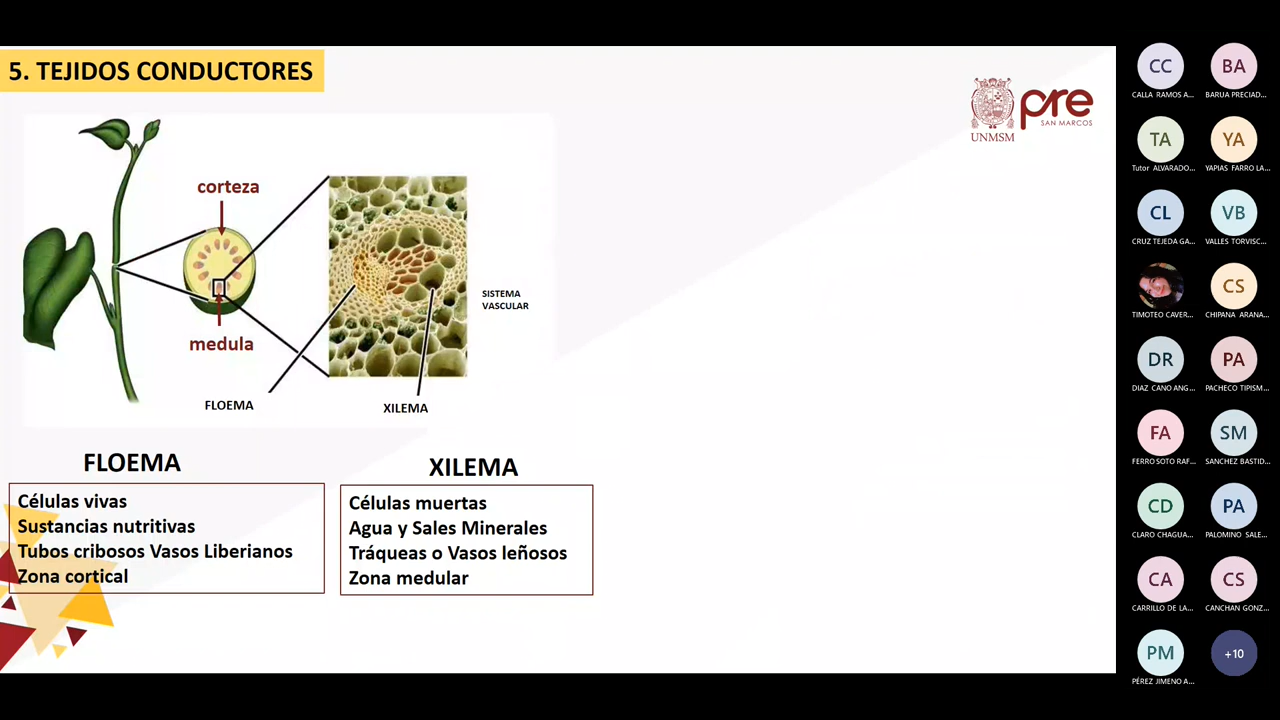 5. TEJIDOS CONDUCTORES
UNMSM
pre
SAN MARCOS
corteza
medula
SISTEMA
VASCULAR
FLOEMA
XILEMA
FLOEMA
Células vivas
Sustancias nutritivas
Tubos cribosos Vasos Liberianos
Zona cortical
XILEMA
Células muertas
Agua y Sales Minerales
Tráqueas o Vasos leñosos
Zona medular
CC
CALLA RAMOS A...
BA
BARUA PRECIAD...
TA
Tutor ALVARADO...
YA
YAPIAS FARRO LA...
CL
CRUZ TEJEDA GA...
VB
VALLES TORVISC...
TIMOTEO CAVER...
CS
CHIPANA ARANA...
DR
DIAZ CANO ANG...
PA
PACHECO TIPISM...
FA
FERRO SOTO RAF...
SM
SANCHEZ BASTID...
CD
CLARO CHAGUA...
PA
PALOMINO SALE...
CA
CARRILLO DE LA...
CS
CANCHAN GONZ...
PM
PÉREZ JIMENO A...
+10